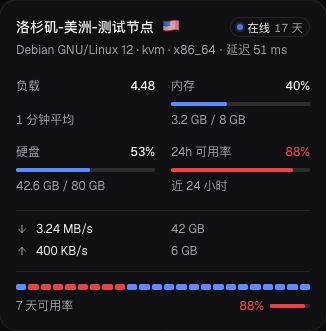 洛杉矶-美洲-测试节点 🇺🇸 在线 17 天
Debian GNU/Linux 12 · kvm · x86_64 · 延迟 51 ms
负载 4.48 内存 40%
1 分钟平均 3.2 GB / 8 GB
硬盘 53% 24h 可用率 88%
42.6 GB / 80 GB 近 24 小时
↓ 3.24 MB/s 42 GB
↑ 400 KB/s 6 GB
7 天可用率 88%